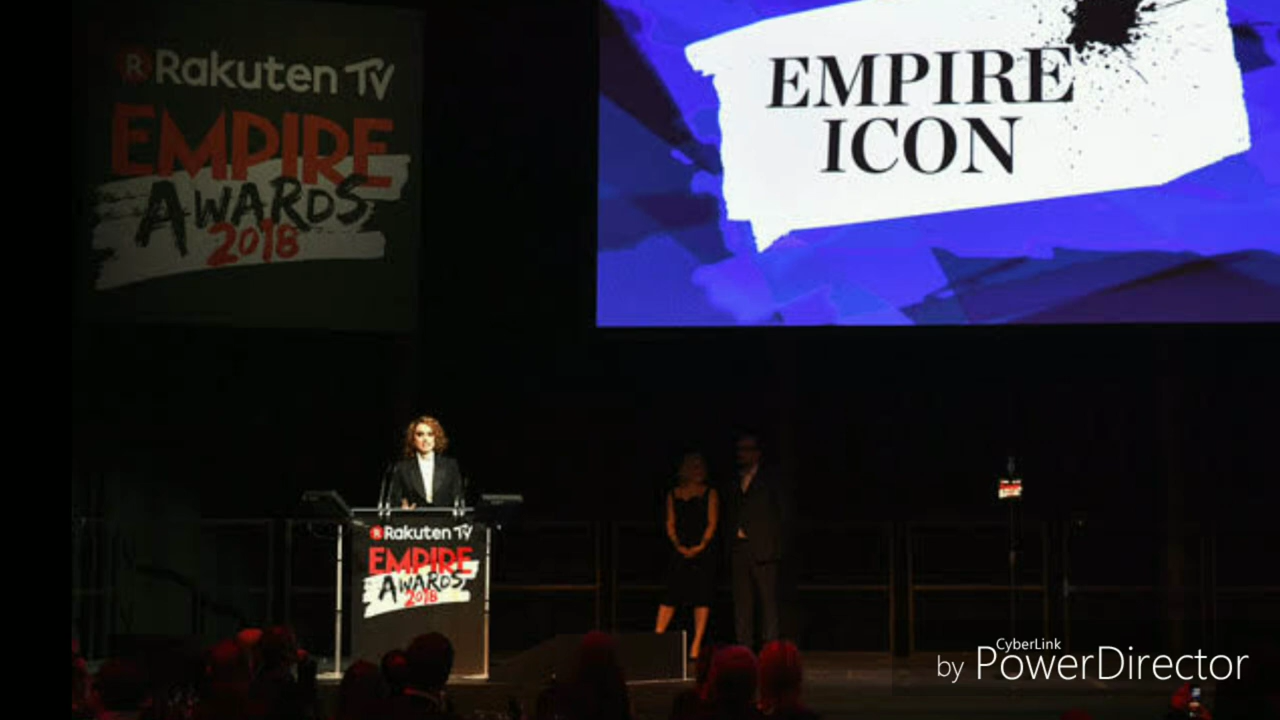 R Rakuten TV
EMPIRE
AWARDS
2018
EMPIRE
ICON
R Rakuten TV
EMPIRE
AWARDS
2018
CyberLink
by PowerDirector